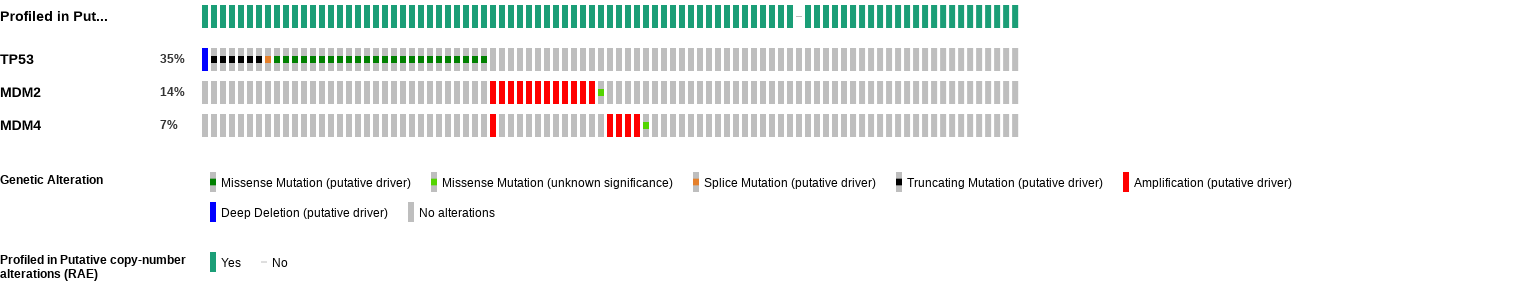 Profiled in Put...
TP53 35%
MDM2 14%
MDM4 7%
Genetic Alteration Missense Mutation (putative driver) Missense Mutation (unknown significance) Splice Mutation (putative driver) Truncating Mutation (putative driver) Amplification (putative driver)
Deep Deletion (putative driver) No alterations
Profiled in Putative copy-number Yes No
alterations (RAE)